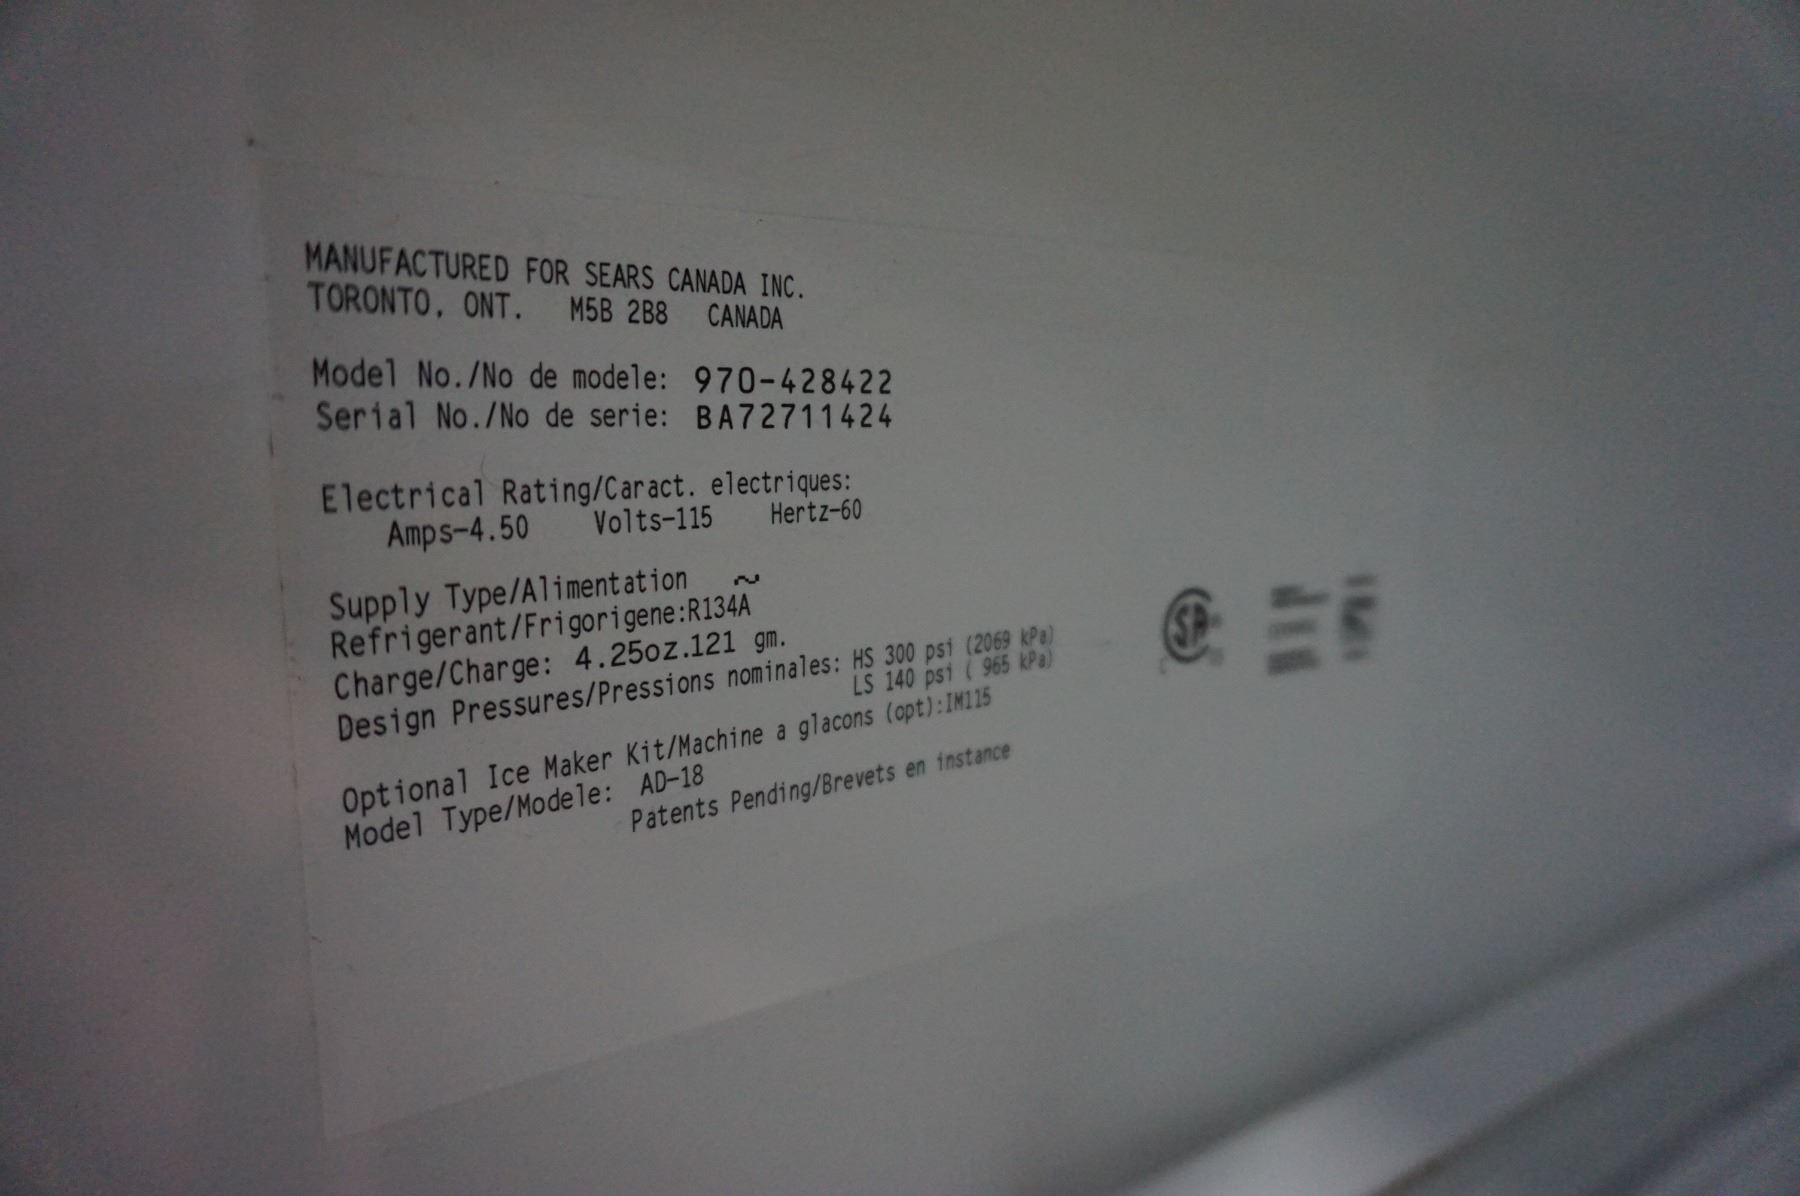 MANUFACTURED FOR SEARS CANADA INC.
TORONTO, ONT. M5B 2B8 CANADA
Model No./No de modele: 970-428422
Serial No./No de serie: BA72711424
Electrical Rating/Caract. electriques:
Amps-4.50 Volts-115 Hertz-60
Supply Type/Alimentation ~
Refrigerant/Frigorigene:R134A
Charge/Charge: 4.25oz.121 gm.
Design Pressures/Pressions nominales: HS 300 psi (2069 kPa)
LS 140 psi ( 965 kPa)
Optional Ice Maker Kit/Machine a glacons (opt):IM115
Model Type/Modele: AD-18
Patents Pending/Brevets en instance